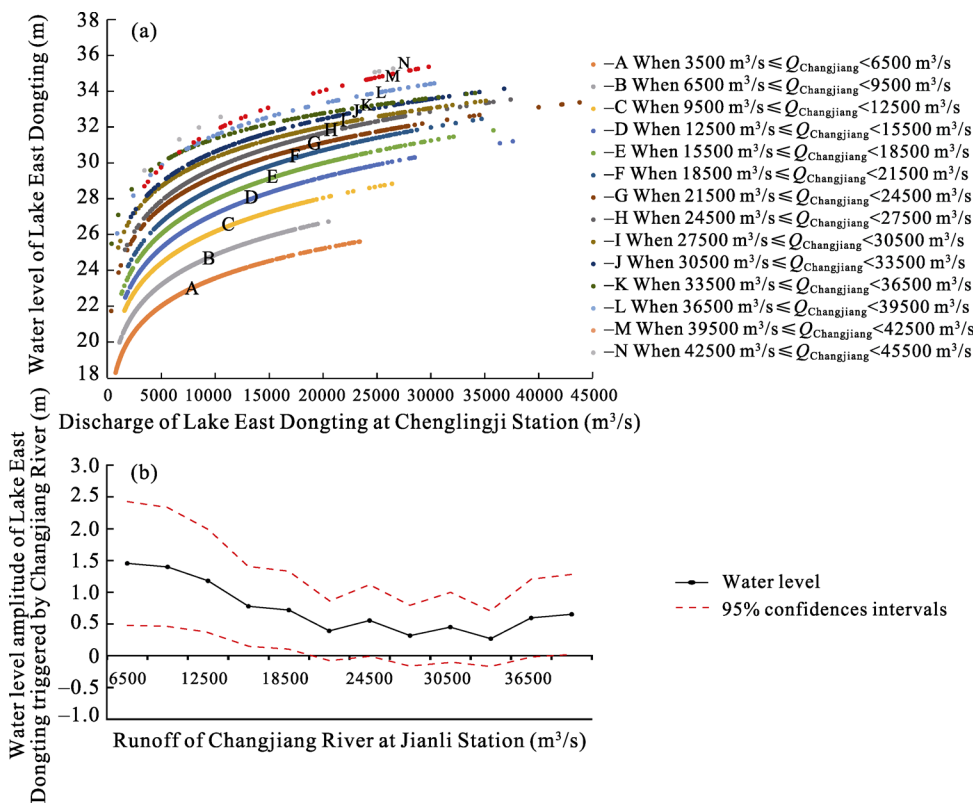 (a)
Water level of Lake East Dongting (m)
38
36
34
32
30
28
26
24
22
20
18
A
B
C
D
E
F
G
H
I
J
K
L
M
N
0 5000 10000 15000 20000 25000 30000 35000 40000 45000
Discharge of Lake East Dongting at Chenglingji Station (m³/s)
–A When 3500 m³/s ≤ QChangjiang<6500 m³/s
–B When 6500 m³/s ≤ QChangjiang<9500 m³/s
–C When 9500 m³/s ≤ QChangjiang<12500 m³/s
–D When 12500 m³/s ≤ QChangjiang<15500 m³/s
–E When 15500 m³/s ≤ QChangjiang<18500 m³/s
–F When 18500 m³/s ≤ QChangjiang<21500 m³/s
–G When 21500 m³/s ≤ QChangjiang<24500 m³/s
–H When 24500 m³/s ≤ QChangjiang<27500 m³/s
–I When 27500 m³/s ≤ QChangjiang<30500 m³/s
–J When 30500 m³/s ≤ QChangjiang<33500 m³/s
–K When 33500 m³/s ≤ QChangjiang<36500 m³/s
–L When 36500 m³/s ≤ QChangjiang<39500 m³/s
–M When 39500 m³/s ≤ QChangjiang<42500 m³/s
–N When 42500 m³/s ≤ QChangjiang<45500 m³/s
(b)
Water level amplitude of Lake East
Dongting triggered by Changjiang River (m)
3.0
2.5
2.0
1.5
1.0
0.5
0
–0.5
–1.0
6500 12500 18500 24500 30500 36500
Runoff of Changjiang River at Jianli Station (m³/s)
Water level
95% confidences intervals